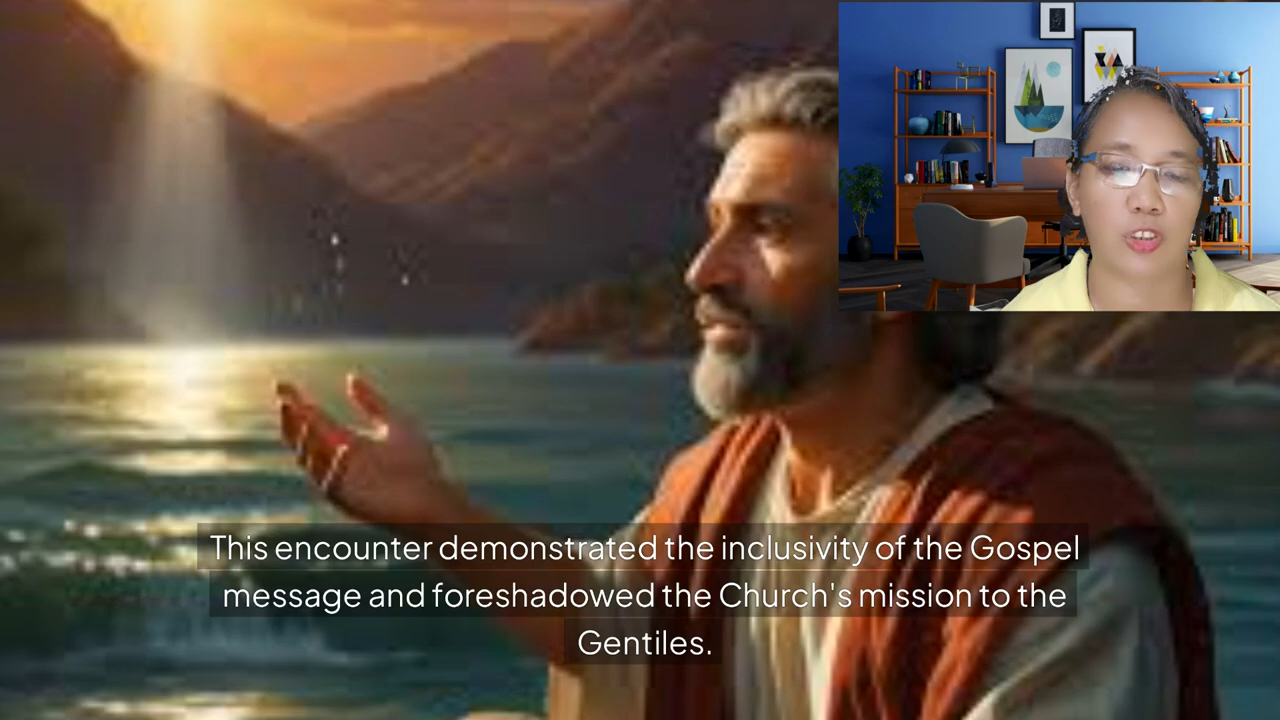 This encounter demonstrated the inclusivity of the Gospel
message and foreshadowed the Church's mission to the
Gentiles.